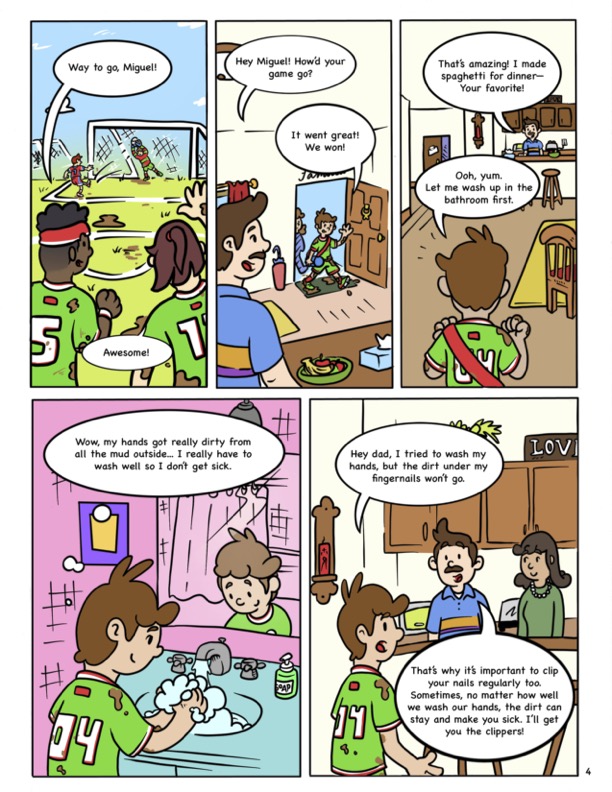 Way to go, Miguel!
Awesome!
5
1
Hey Miguel! How'd your
game go?
It went great!
We won!
That's amazing! I made
spaghetti for dinner—
Your favorite!
Ooh, yum.
Let me wash up in the
bathroom first.
04
Wow, my hands got really dirty from
all the mud outside... I really have to
wash well so I don't get sick.
SOAP
04
Hey dad, I tried to wash my
hands, but the dirt under my
fingernails won't go.
LOV
04
That's why it's important to clip
your nails regularly too.
Sometimes, no matter how well
we wash our hands, the dirt can
stay and make you sick. I'll get
you the clippers!
4